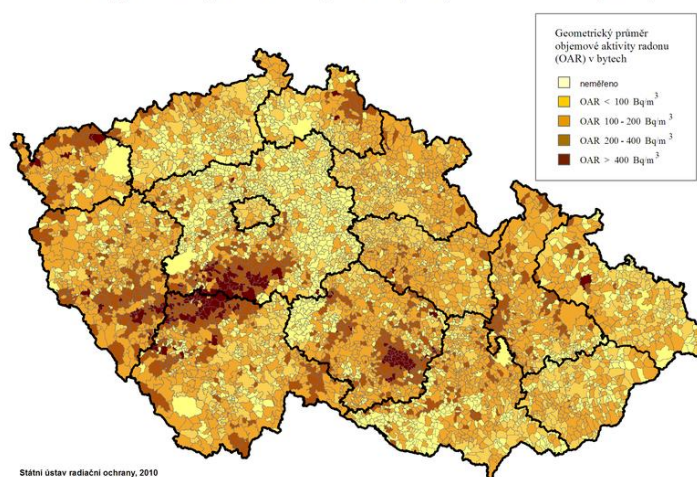 Geometrický průměr
objemové aktivity radonu
(OAR) v bytech
neměřeno
OAR < 100 Bq/m³
OAR 100 - 200 Bq/m³
OAR 200 - 400 Bq/m³
OAR > 400 Bq/m³
Státní ústav radiační ochrany, 2010